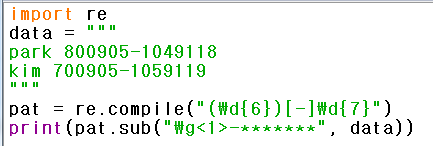 import re
data = """
park 800905-1049118
kim 700905-1059119
"""
pat = re.compile("(₩d{6})[-]₩d{7}")
print(pat.sub("₩g<1>-*******", data))